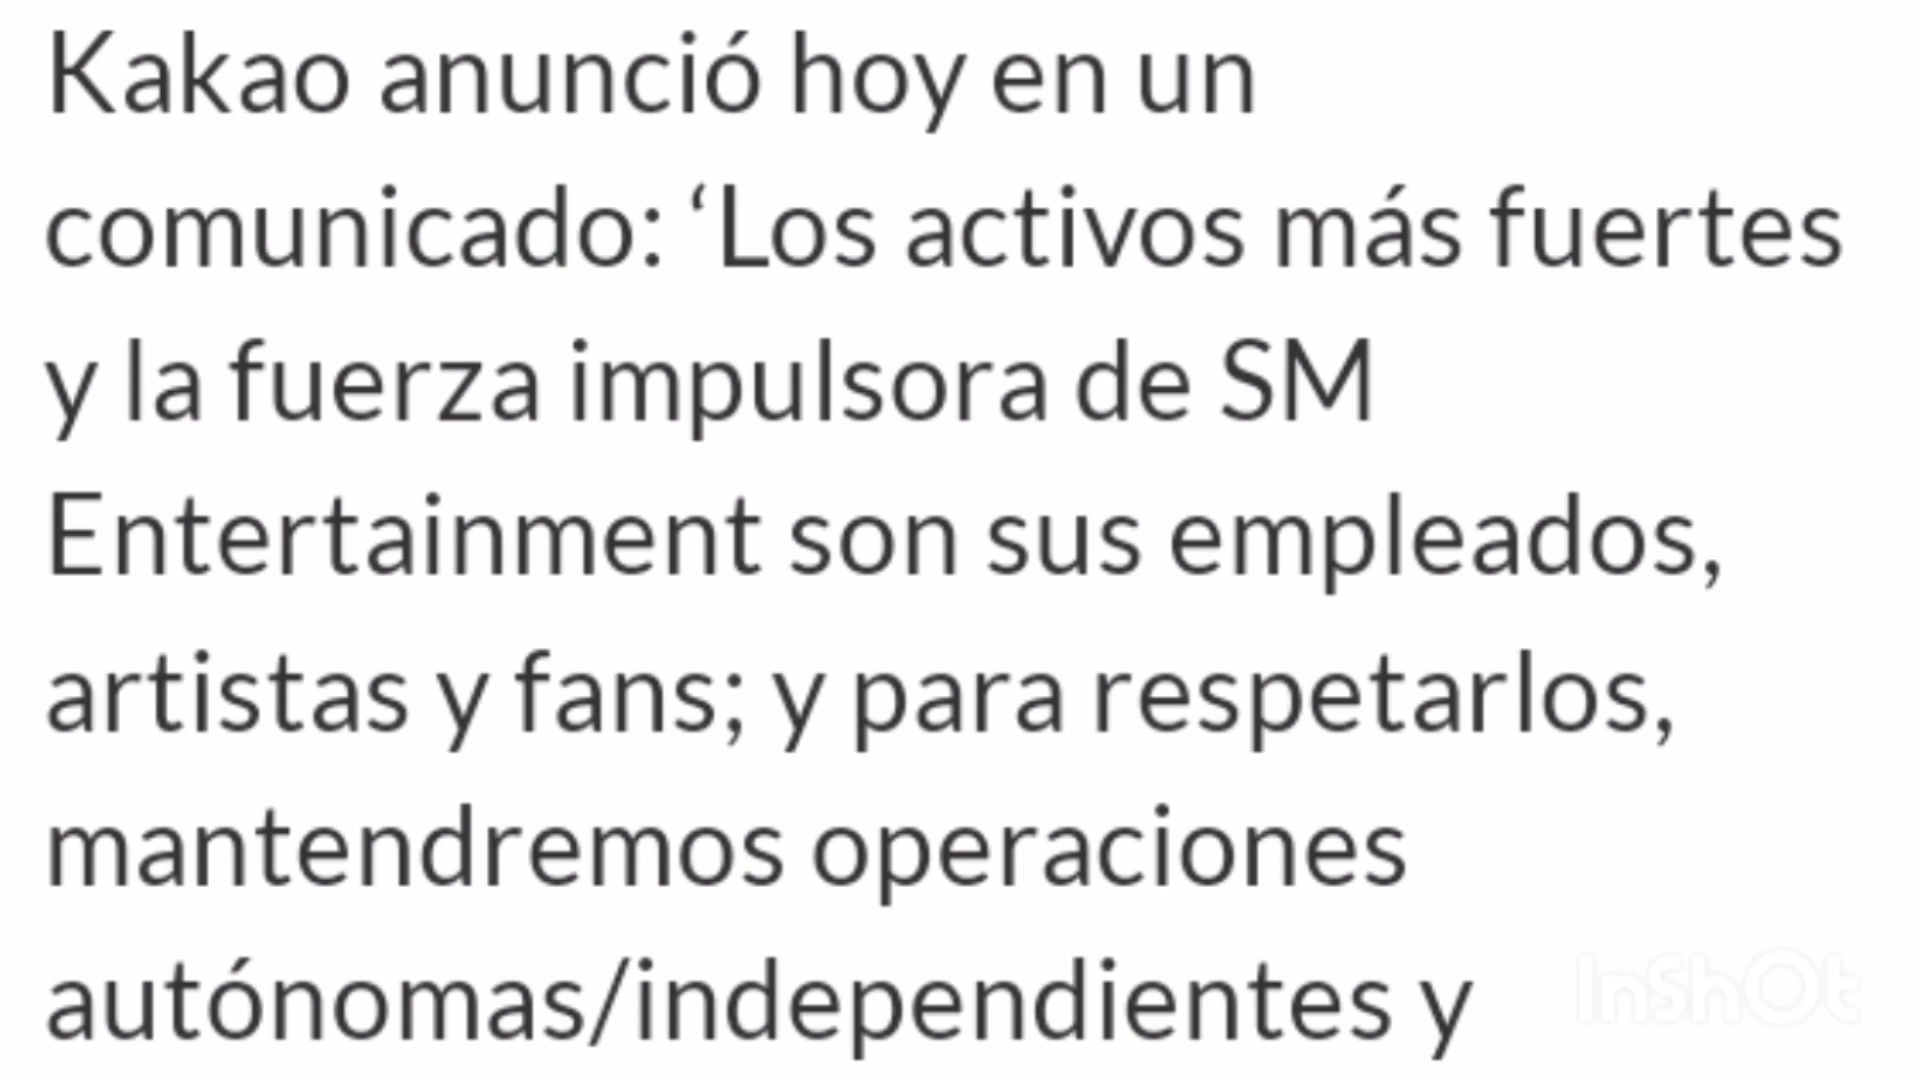 Kakao anunció hoy en un
comunicado: ‘Los activos más fuertes
y la fuerza impulsora de SM
Entertainment son sus empleados,
artistas y fans; y para respetarlos,
mantendremos operaciones
autónomas/independientes y
InShOt